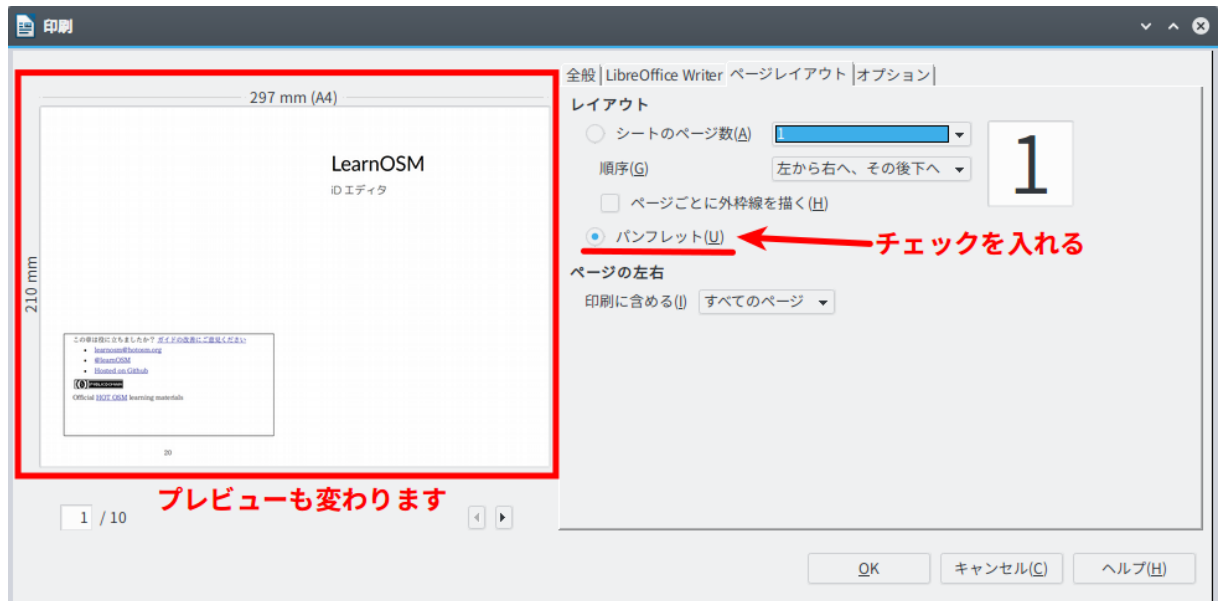 印刷
297 mm (A4)
210 mm
LearnOSM
iD エディタ
この章は役に立ちましたか? ガイドの改善にご意見ください
learnosm@hotosm.org
@learnOSM
Hosted on Github
PUBLIC DOMAIN
Official HOT OSM learning materials
20
プレビューも変わります
1 / 10
全般
LibreOffice Writer
ページレイアウト
オプション
レイアウト
シートのページ数(A)
1
順序(G)
左から右へ、その後下へ
1
ページごとに外枠線を描く(H)
パンフレット(U)
チェックを入れる
ページの左右
印刷に含める(I)
すべてのページ
OK
キャンセル(C)
ヘルプ(H)